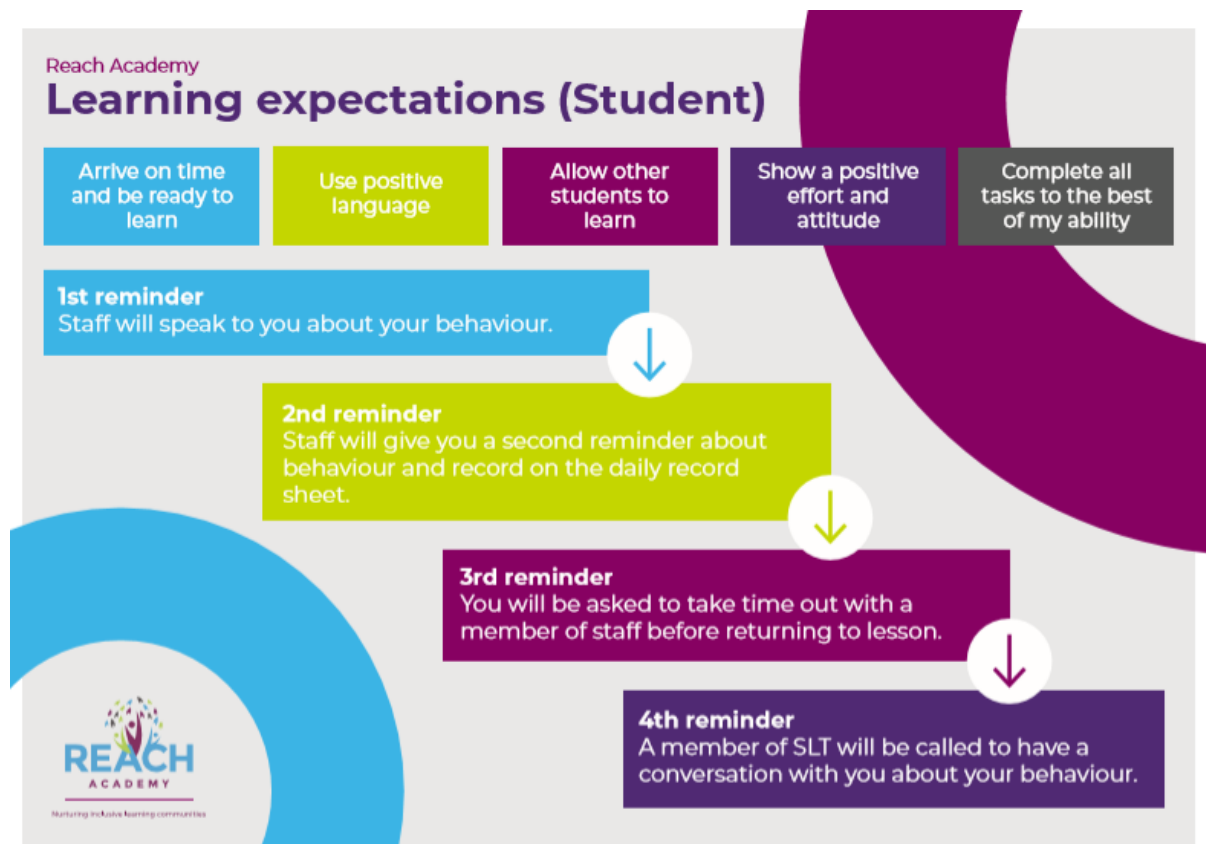 Reach Academy
Learning expectations (Student)
Arrive on time
and be ready to
learn
Use positive
language
Allow other
students to
learn
Show a positive
effort and
attitude
Complete all
tasks to the best
of my ability
1st reminder
Staff will speak to you about your behaviour.
2nd reminder
Staff will give you a second reminder about
behaviour and record on the daily record
sheet.
3rd reminder
You will be asked to take time out with a
member of staff before returning to lesson.
4th reminder
A member of SLT will be called to have a
conversation with you about your behaviour.
REACH
ACADEMY
Nurturing inclusive learning communities